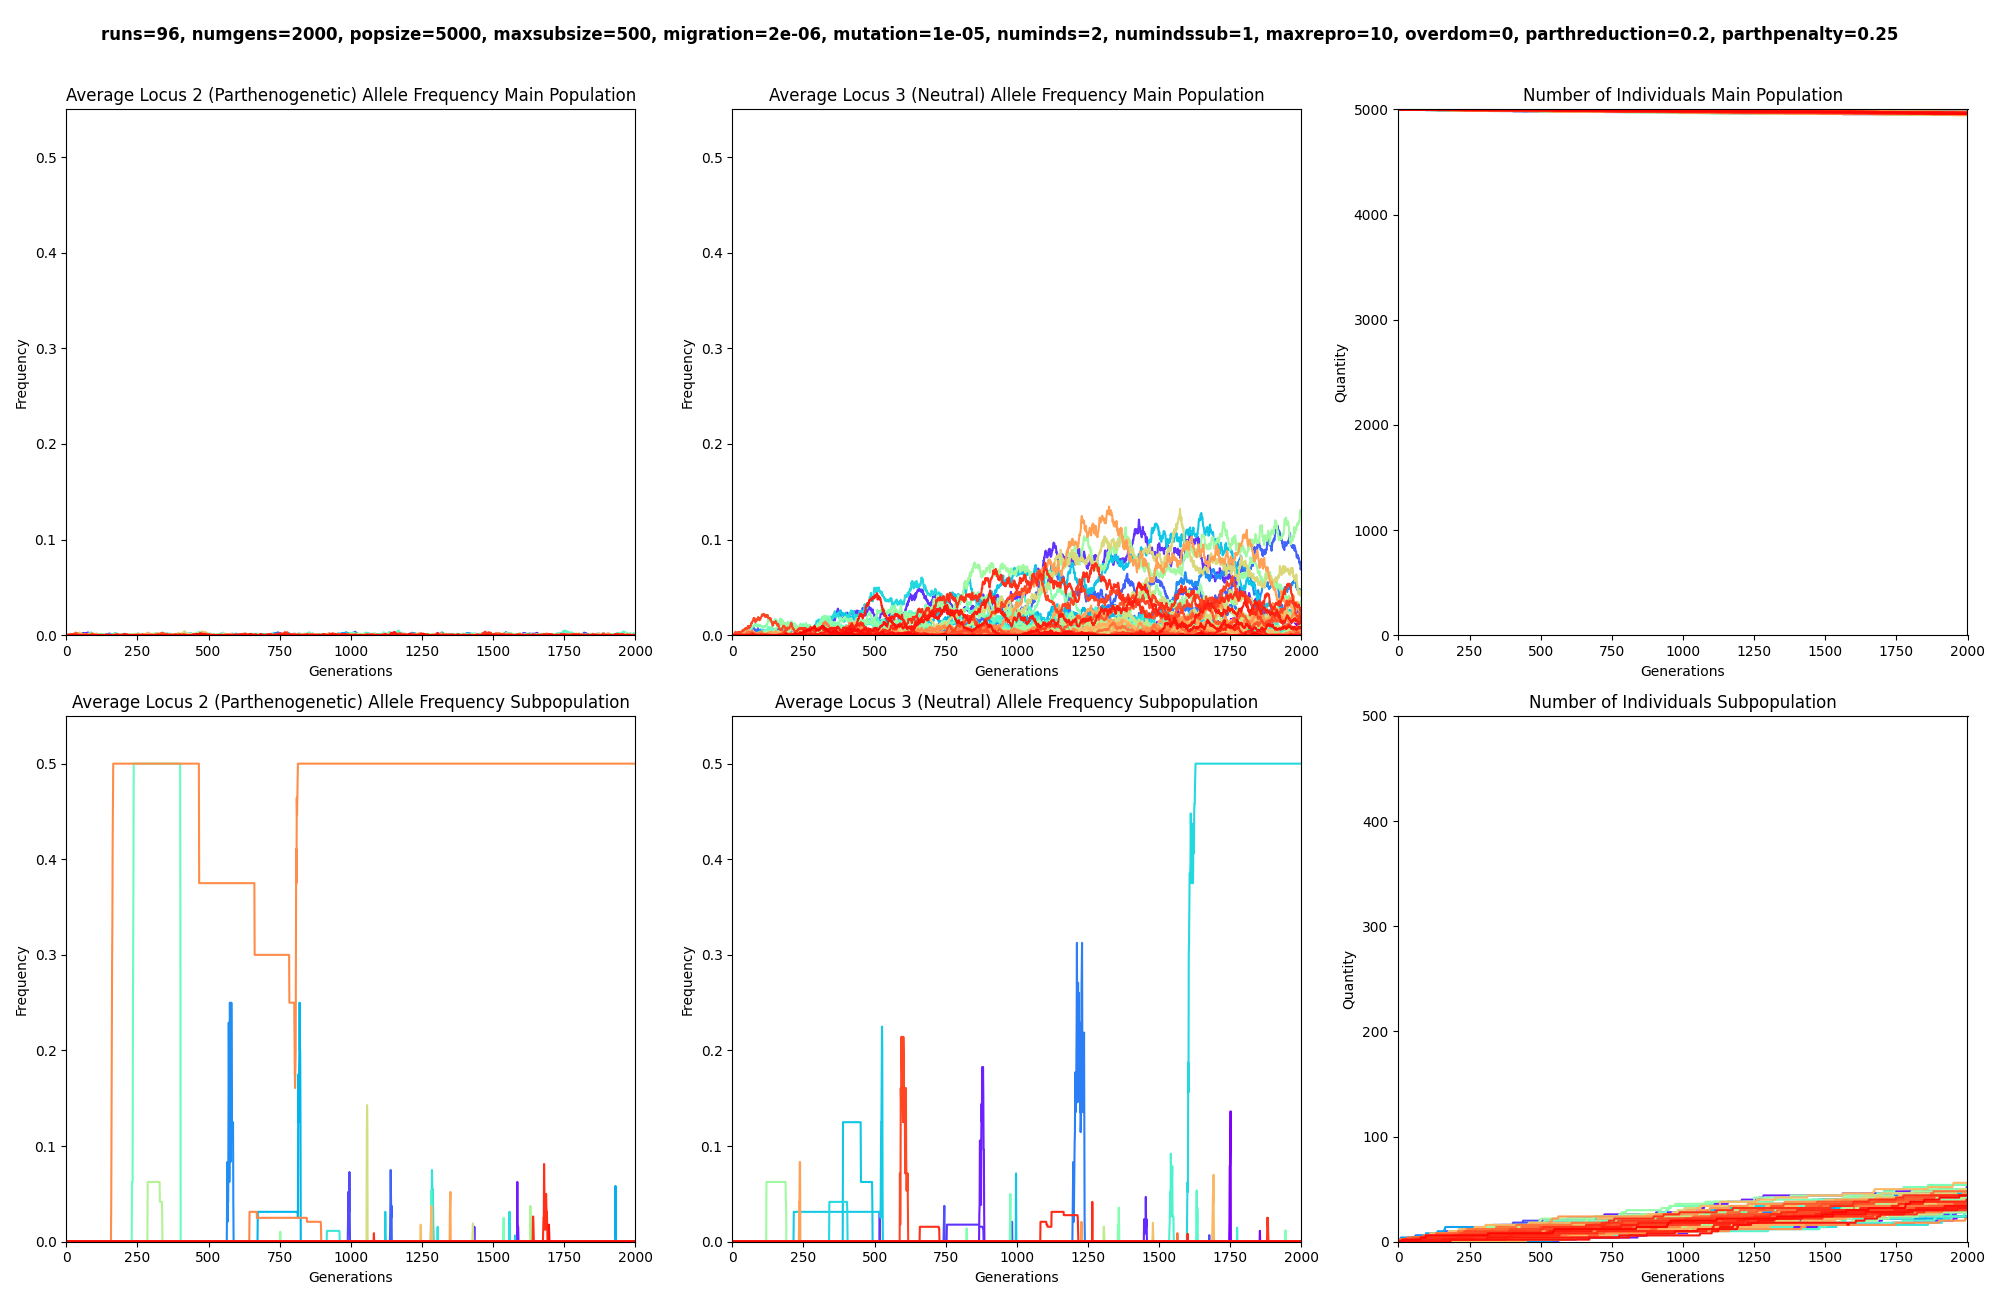 runs=96, numgens=2000, popsize=5000, maxsubsize=500, migration=2e-06, mutation=1e-05, numinds=2, numindssub=1, maxrepro=10, overdom=0, parthreduction=0.2, parthpenalty=0.25
Average Locus 2 (Parthenogenetic) Allele Frequency Main Population
Frequency
0.5
0.4
0.3
0.2
0.1
0.0
0 250 500 750 1000 1250 1500 1750 2000
Generations
Average Locus 3 (Neutral) Allele Frequency Main Population
Frequency
0.5
0.4
0.3
0.2
0.1
0.0
0 250 500 750 1000 1250 1500 1750 2000
Generations
Number of Individuals Main Population
Quantity
5000
4000
3000
2000
1000
0
0 250 500 750 1000 1250 1500 1750 2000
Generations
Average Locus 2 (Parthenogenetic) Allele Frequency Subpopulation
Frequency
0.5
0.4
0.3
0.2
0.1
0.0
0 250 500 750 1000 1250 1500 1750 2000
Generations
Average Locus 3 (Neutral) Allele Frequency Subpopulation
Frequency
0.5
0.4
0.3
0.2
0.1
0.0
0 250 500 750 1000 1250 1500 1750 2000
Generations
Number of Individuals Subpopulation
Quantity
500
400
300
200
100
0
0 250 500 750 1000 1250 1500 1750 2000
Generations